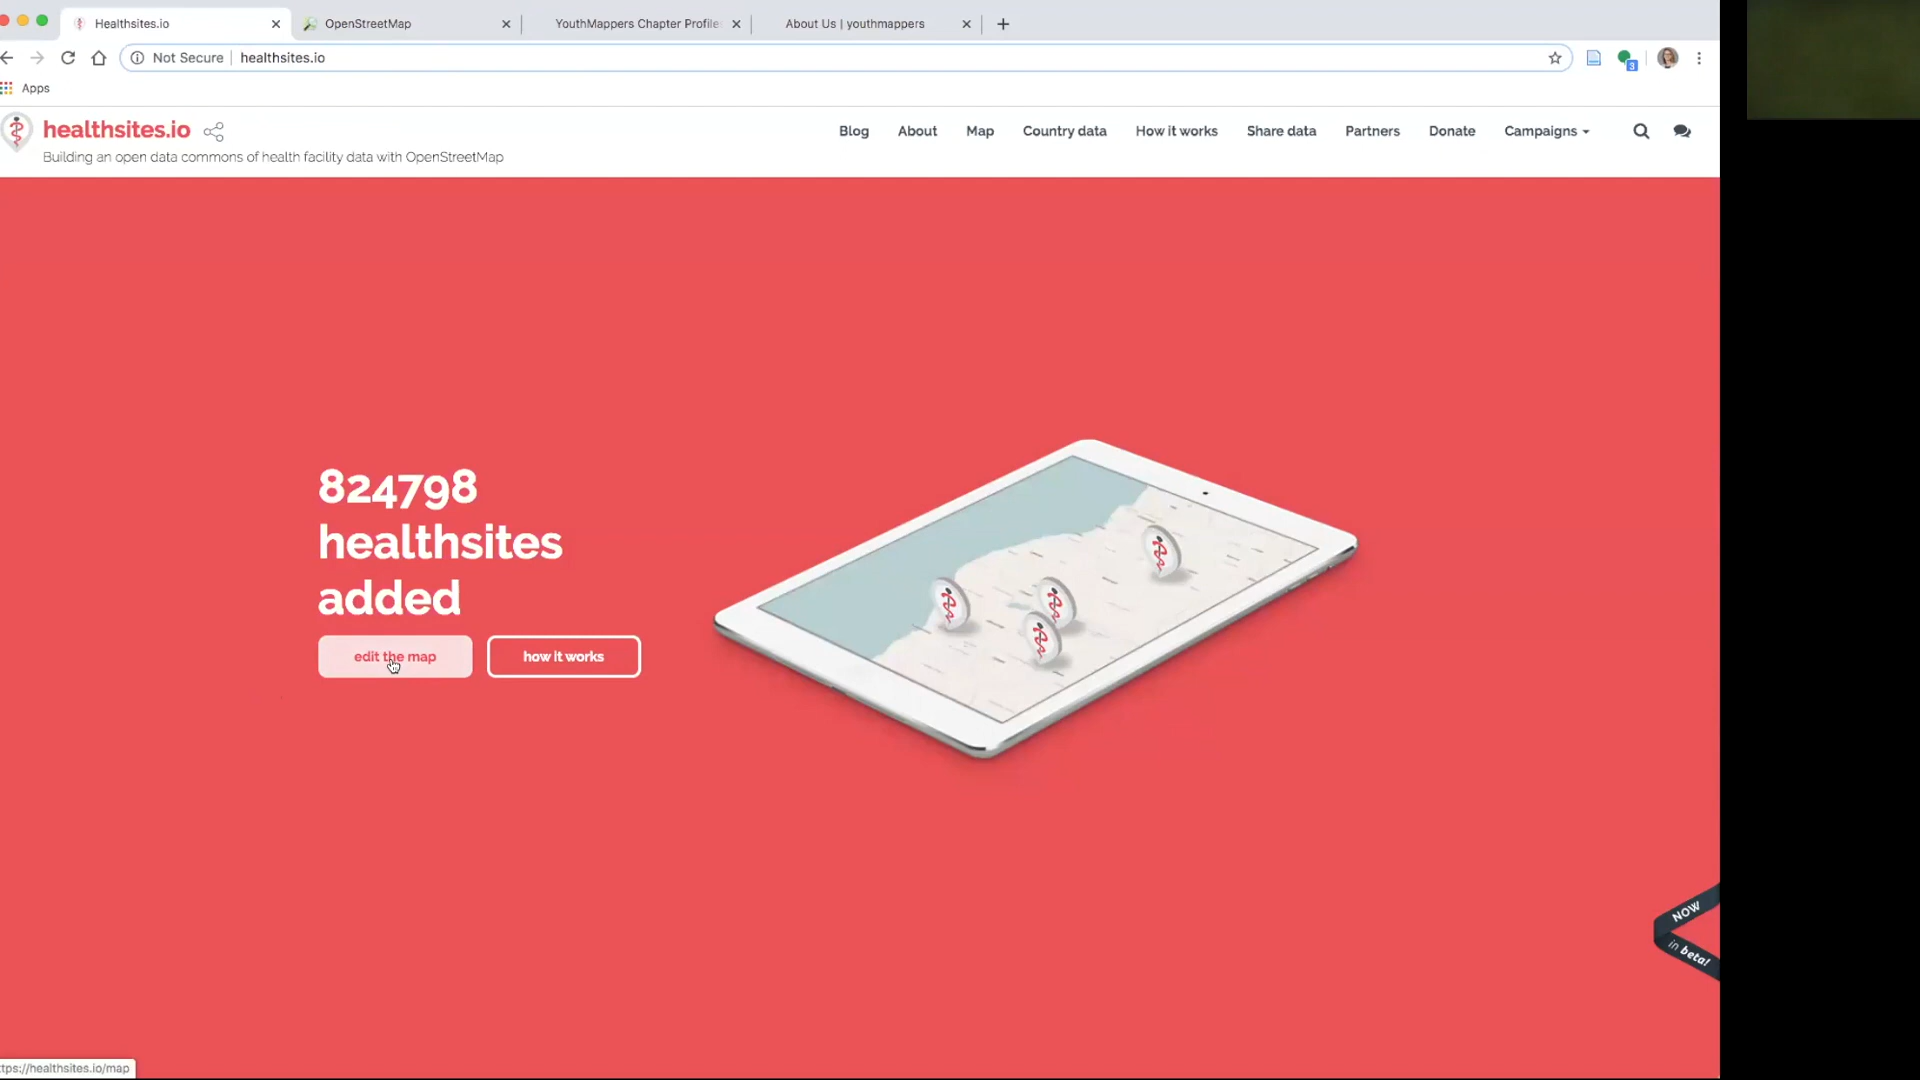 Healthsites.io
OpenStreetMap
YouthMappers Chapter Profile
About Us | youthmappers
Not Secure
healthsites.io
3
Apps
healthsites.io
Building an open data commons of health facility data with OpenStreetMap
Blog
About
Map
Country data
How it works
Share data
Partners
Donate
Campaigns
824798
healthsites
added
edit the map
how it works
NOW
in beta!
tps://healthsites.io/map